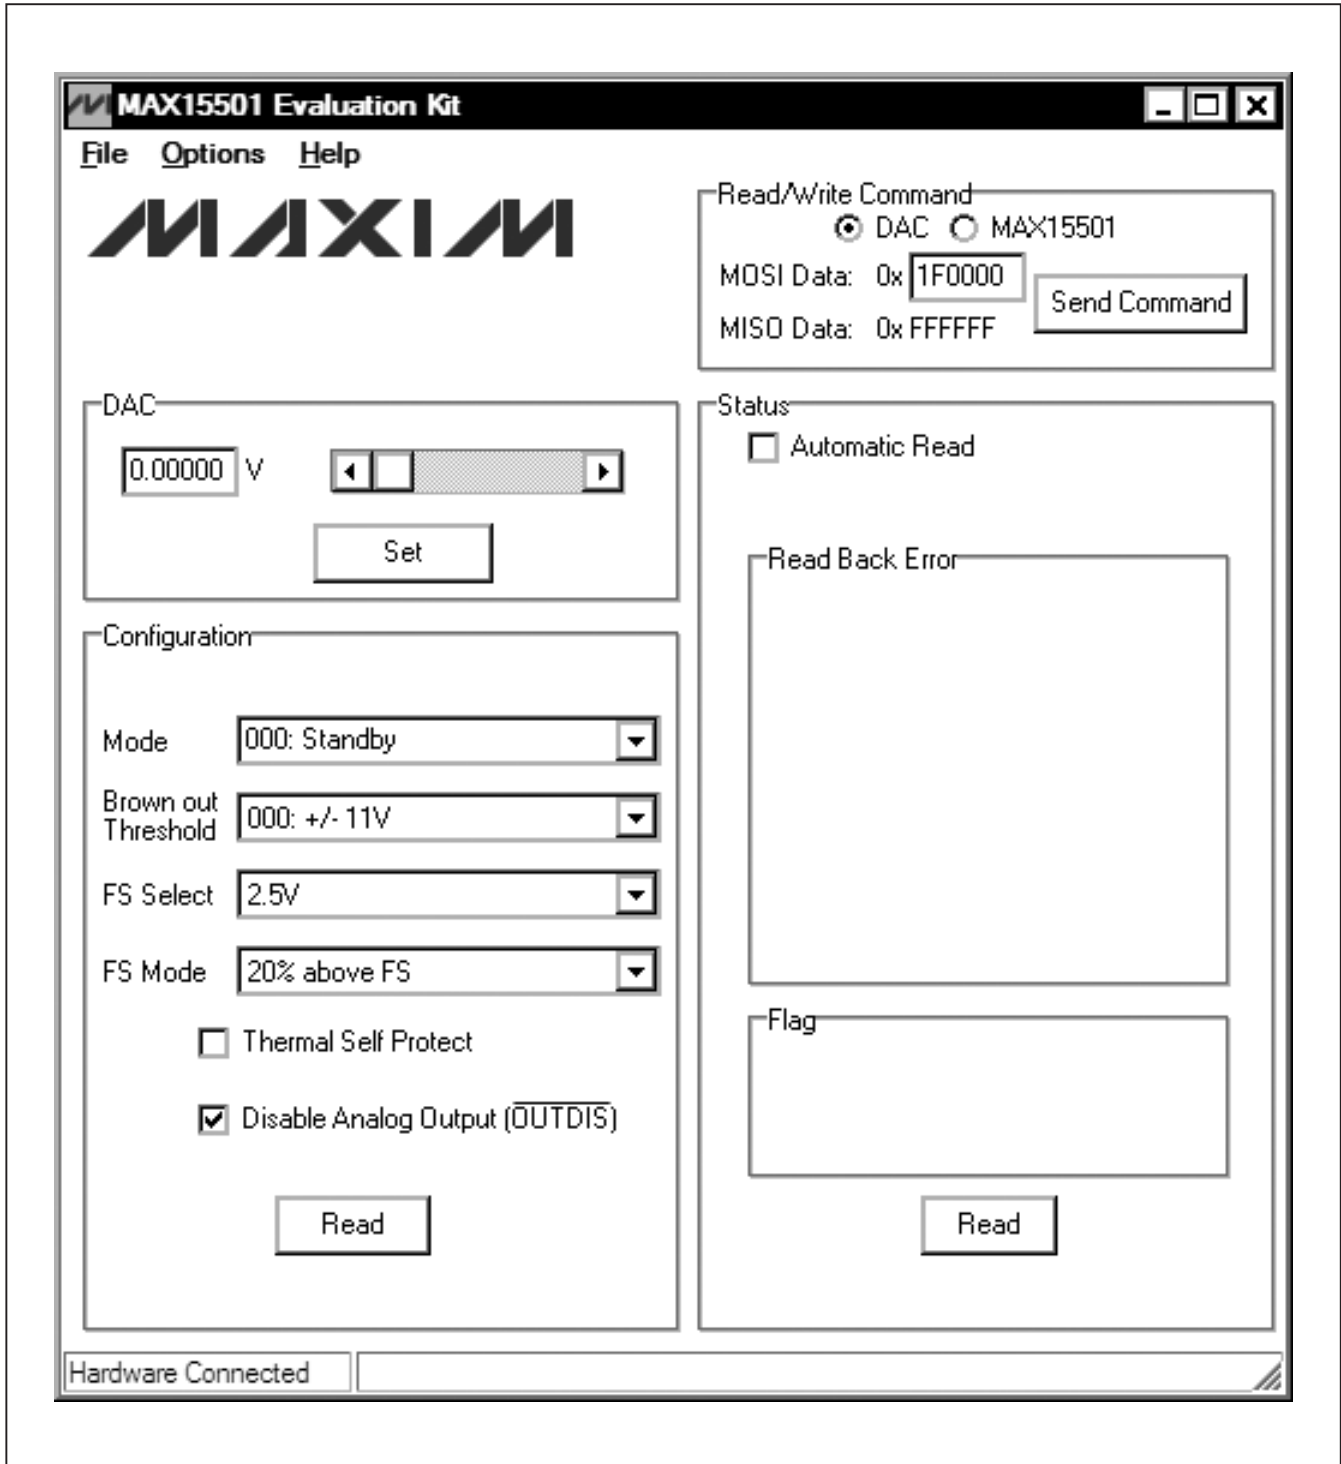 MAX15501 Evaluation Kit
File Options Help
MAXIM
Read/Write Command
DAC MAX15501
MOSI Data: 0x 1F0000
Send Command
MISO Data: 0x FFFFFF
DAC
0.00000 V
Set
Configuration
Mode 000: Standby
Brown out
Threshold 000: +/- 11V
FS Select 2.5V
FS Mode 20% above FS
Thermal Self Protect
Disable Analog Output (OUTDIS)
Read
Status
Automatic Read
Read Back Error
Flag
Read
Hardware Connected